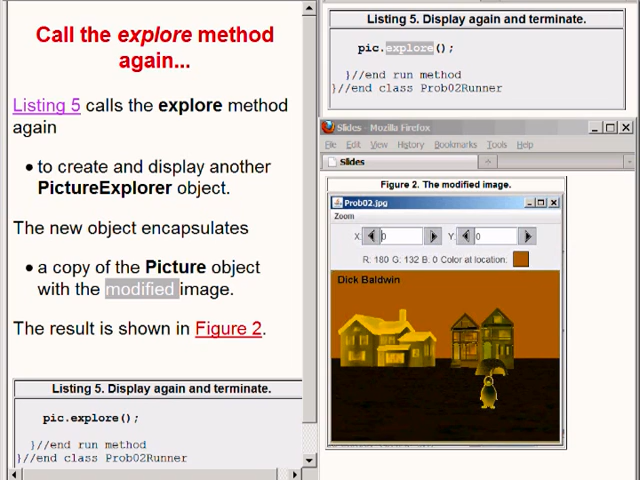 Call the explore method
again...
Listing 5 calls the explore method
again
• to create and display another
PictureExplorer object.
The new object encapsulates
• a copy of the Picture object
with the modified image.
The result is shown in Figure 2.
Listing 5. Display again and terminate.
pic.explore();
}//end run method
}//end class Prob02Runner
Listing 5. Display again and terminate.
pic.explore();
}//end run method
}//end class Prob02Runner
Slides - Mozilla Firefox
File Edit View History Bookmarks Tools Help
Slides
Figure 2. The modified image.
Prob02.jpg
Zoom
X: 0 Y: 0
R: 180 G: 132 B: 0 Color at location:
Dick Baldwin